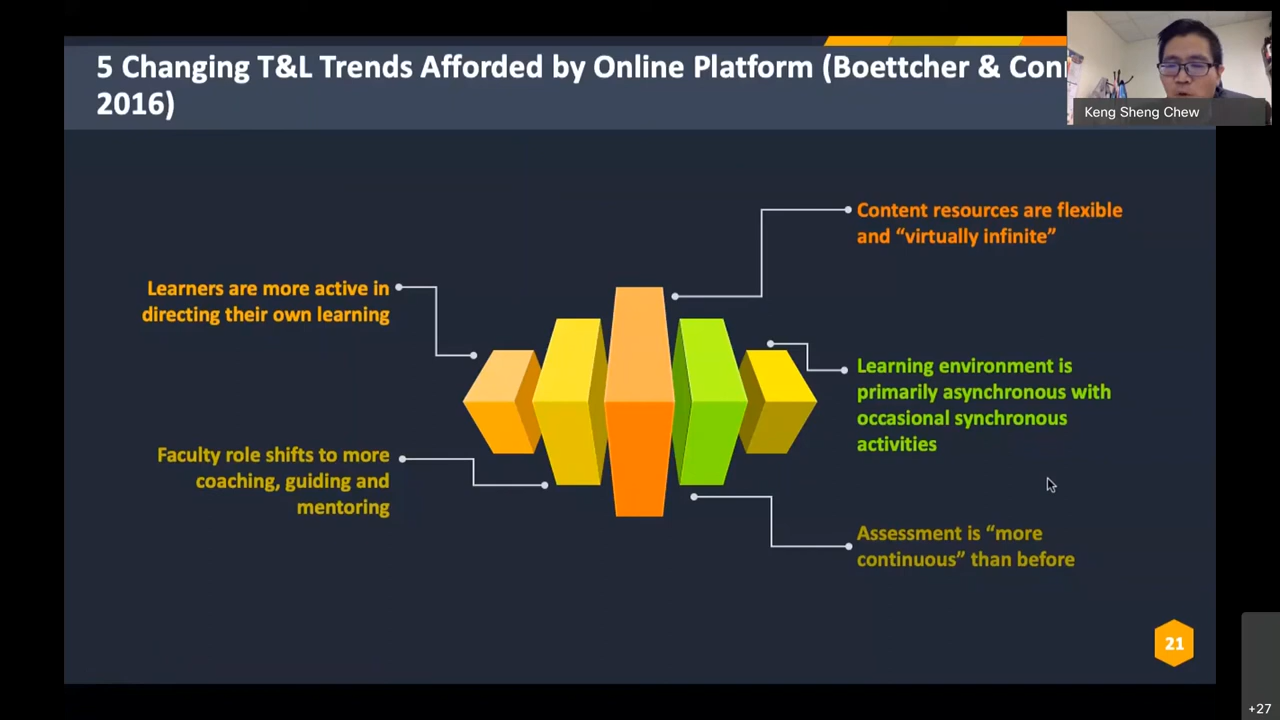 5 Changing T&L Trends Afforded by Online Platform (Boettcher &
2016)
Keng Sheng Chew
Content resources are flexible
and “virtually infinite”
Learners are more active in
directing their own learning
Learning environment is
primarily asynchronous with
occasional synchronous
activities
Faculty role shifts to more
coaching, guiding and
mentoring
Assessment is “more
continuous” than before
21
+27